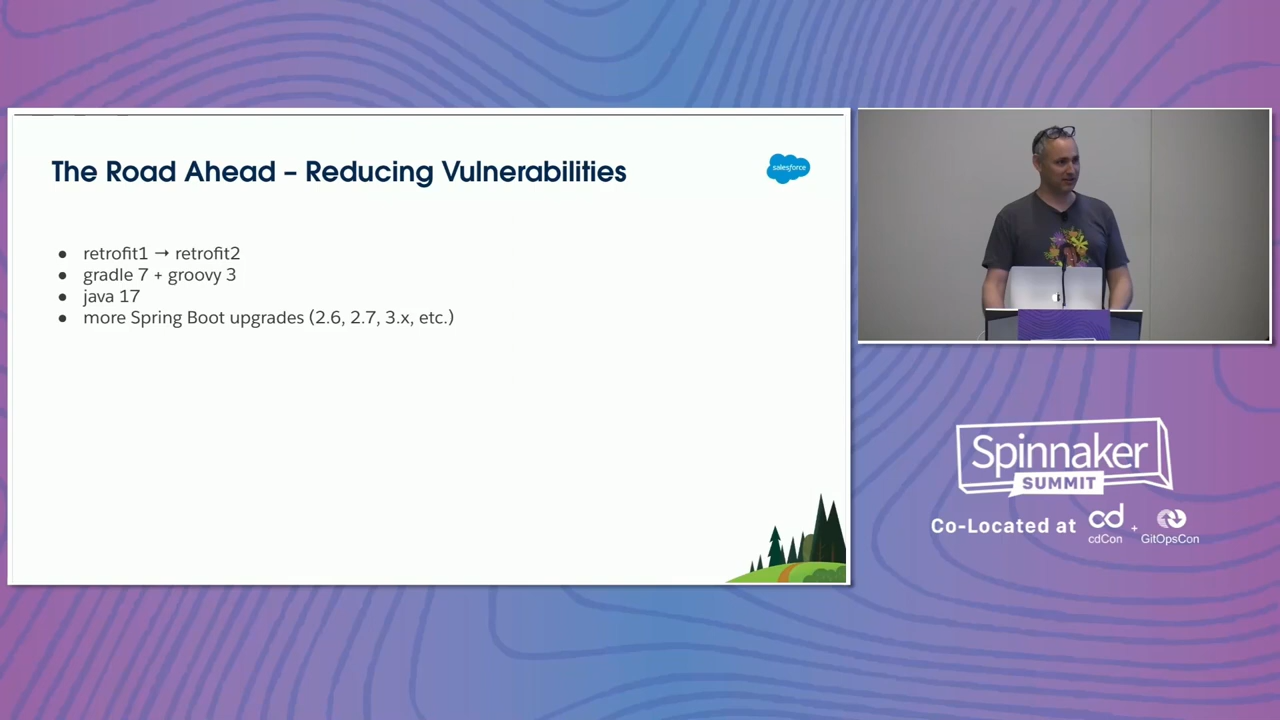 The Road Ahead – Reducing Vulnerabilities
salesforce
● retrofit1 → retrofit2
● gradle 7 + groovy 3
● java 17
● more Spring Boot upgrades (2.6, 2.7, 3.x, etc.)
Spinnaker
SUMMIT
Co-Located at cd + 
cdCon GitOpsCon